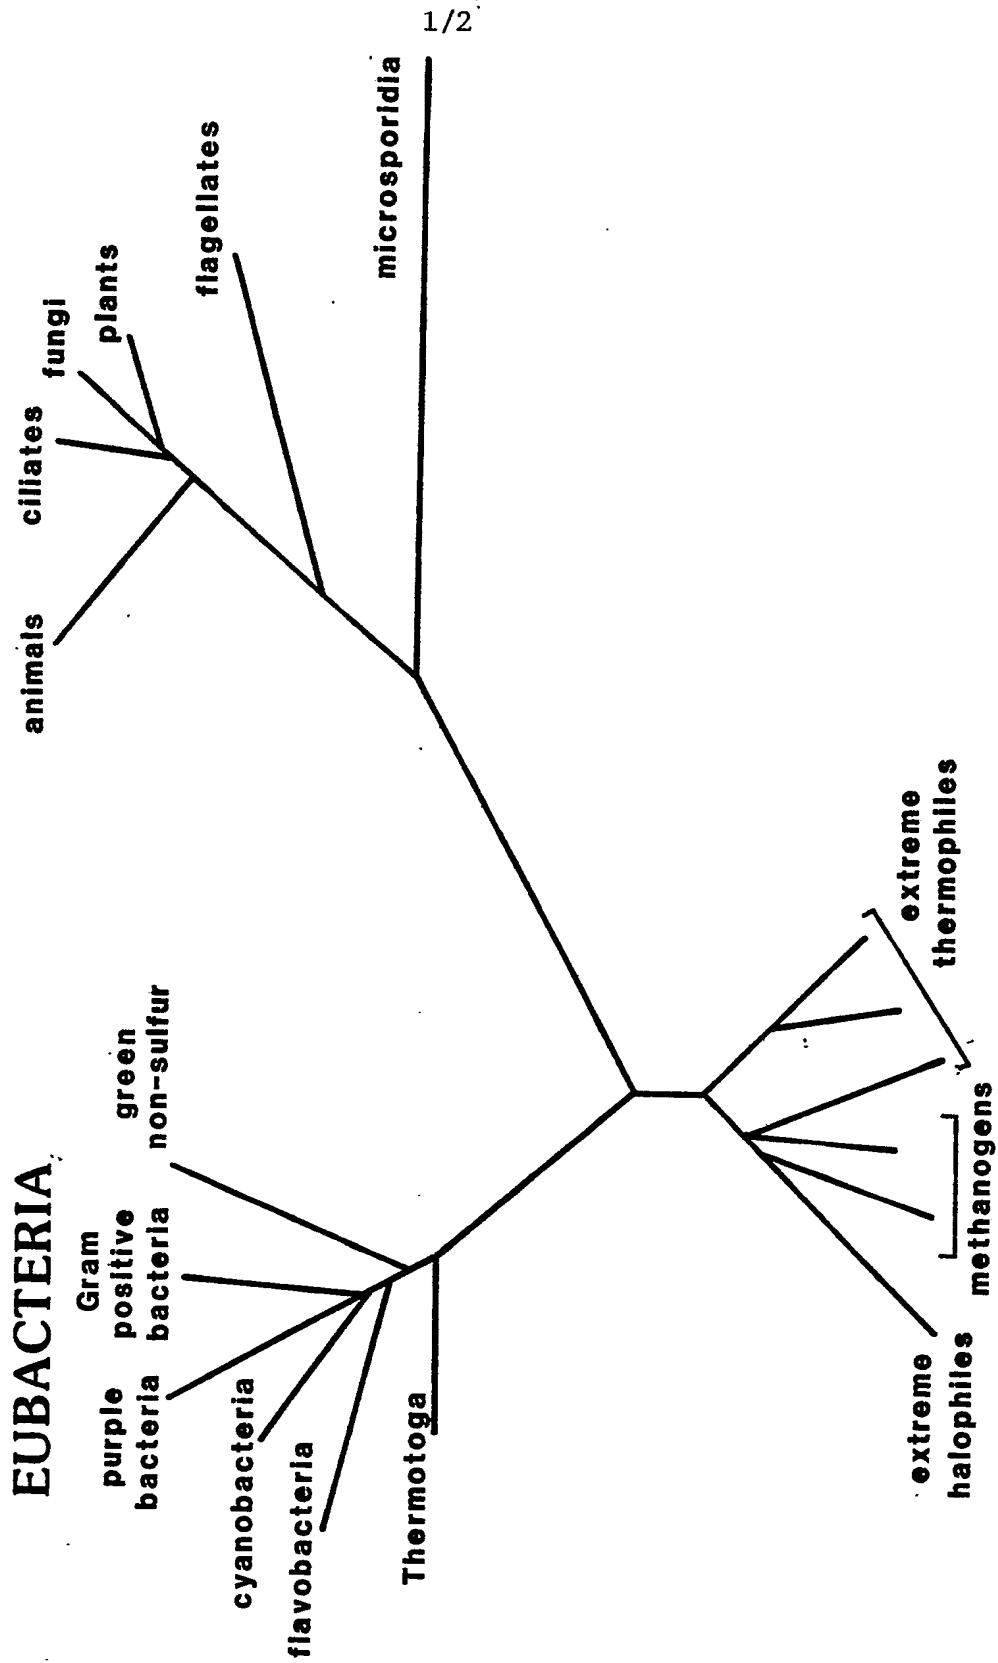 1/2
EUBACTERIA
purple
bacteria
Gram
positive
bacteria
green
non-sulfur
cyanobacteria
flavobacteria
Thermotoga
animals
ciliates
fungi
plants
flagellates
microsporidia
extreme
halophiles
methanogens
extreme
thermophiles